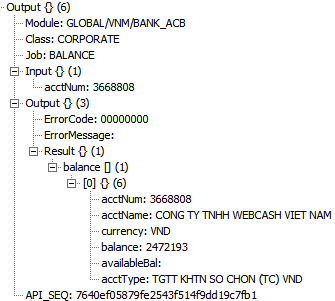 Output {} (6)
Module: GLOBAL/VNM/BANK_ACB
Class: CORPORATE
Job: BALANCE
Input {} (1)
acctNum: 3668808
Output {} (3)
ErrorCode: 00000000
ErrorMessage:
Result {} (1)
balance [] (1)
[0] {} (6)
acctNum: 3668808
acctName: CONG TY TNHH WEBCASH VIET NAM
currency: VND
balance: 2472193
availableBal:
acctType: TGTT KHTN SO CHON (TC) VND
API_SEQ: 7640ef05879fe2543f514f9dd19c7fb1